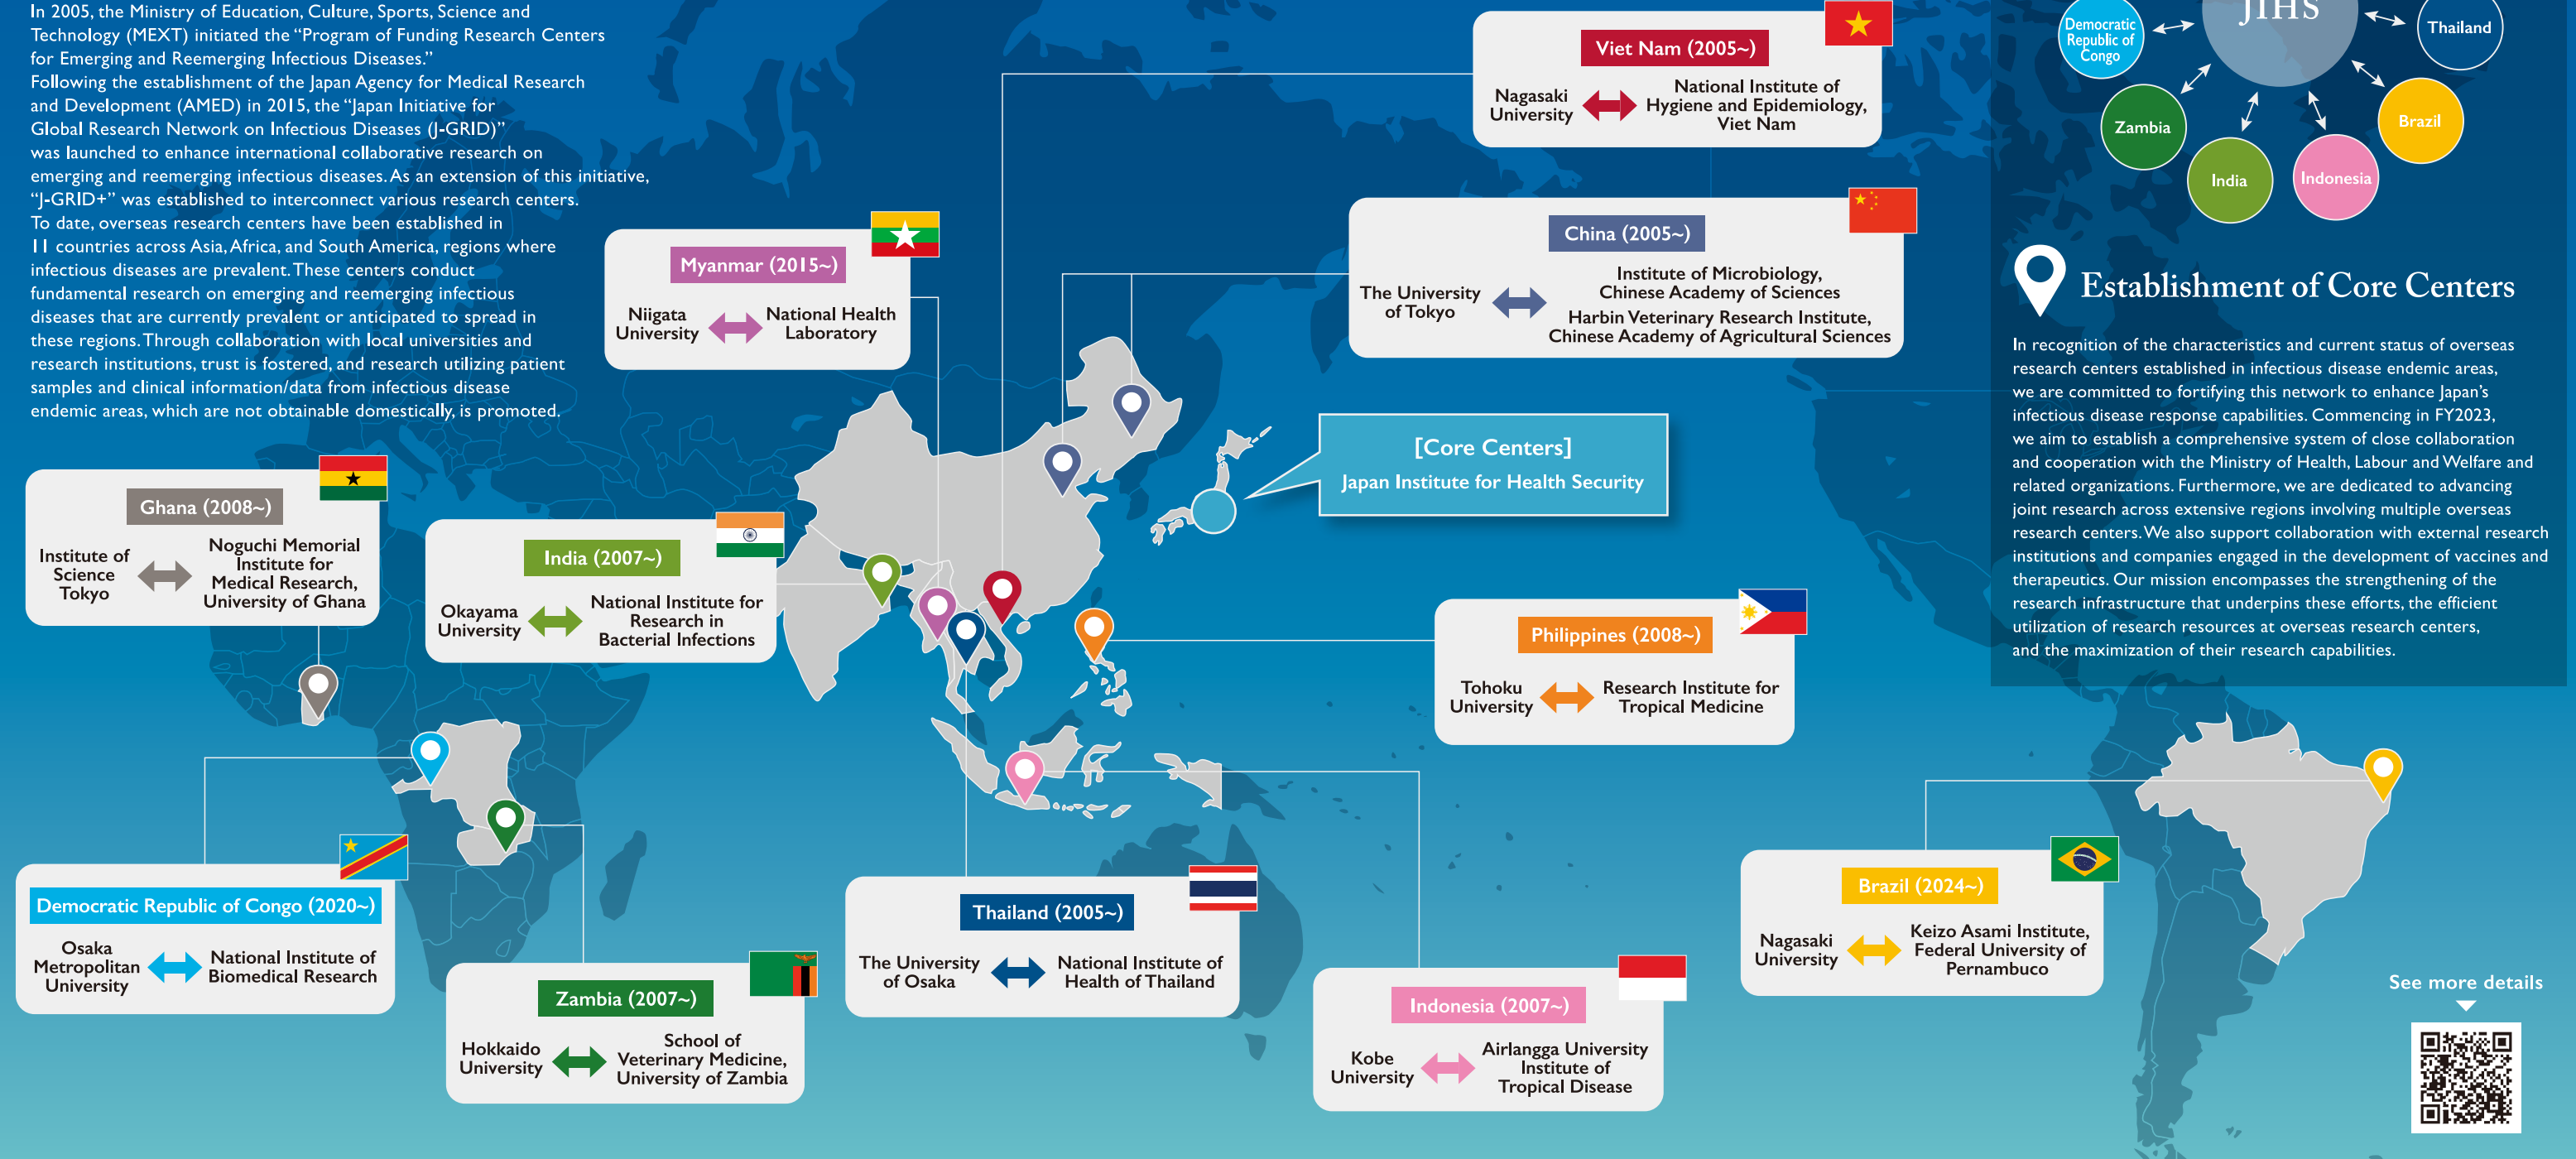 In 2005, the Ministry of Education, Culture, Sports, Science and
Technology (MEXT) initiated the “Program of Funding Research Centers
for Emerging and Reemerging Infectious Diseases.”
Following the establishment of the Japan Agency for Medical Research
and Development (AMED) in 2015, the “Japan Initiative for
Global Research Network on Infectious Diseases (J-GRID)”
was launched to enhance international collaborative research on
emerging and reemerging infectious diseases. As an extension of this initiative,
“J-GRID+” was established to interconnect various research centers.
To date, overseas research centers have been established in
11 countries across Asia, Africa, and South America, regions where
infectious diseases are prevalent. These centers conduct
fundamental research on emerging and reemerging infectious
diseases that are currently prevalent or anticipated to spread in
these regions. Through collaboration with local universities and
research institutions, trust is fostered, and research utilizing patient
samples and clinical information/data from infectious disease
endemic areas, which are not obtainable domestically, is promoted.
Viet Nam (2005~)
Nagasaki
University
National Institute of
Hygiene and Epidemiology,
Viet Nam
China (2005~)
The University
of Tokyo
Institute of Microbiology,
Chinese Academy of Sciences
Harbin Veterinary Research Institute,
Chinese Academy of Agricultural Sciences
Myanmar (2015~)
Niigata
University
National Health
Laboratory
[Core Centers]
Japan Institute for Health Security
Ghana (2008~)
Institute of
Science
Tokyo
Noguchi Memorial
Institute for
Medical Research,
University of Ghana
India (2007~)
Okayama
University
National Institute for
Research in
Bacterial Infections
Philippines (2008~)
Tohoku
University
Research Institute for
Tropical Medicine
Democratic Republic of Congo (2020~)
Osaka
Metropolitan
University
National Institute of
Biomedical Research
Zambia (2007~)
Hokkaido
University
School of
Veterinary Medicine,
University of Zambia
Thailand (2005~)
The University
of Osaka
National Institute of
Health of Thailand
Indonesia (2007~)
Kobe
University
Airlangga University
Institute of
Tropical Disease
Brazil (2024~)
Nagasaki
University
Keizo Asami Institute,
Federal University of
Pernambuco
JIHS
Democratic
Republic of
Congo
Thailand
Zambia
Brazil
India
Indonesia
Establishment of Core Centers
In recognition of the characteristics and current status of overseas
research centers established in infectious disease endemic areas,
we are committed to fortifying this network to enhance Japan's
infectious disease response capabilities. Commencing in FY2023,
we aim to establish a comprehensive system of close collaboration
and cooperation with the Ministry of Health, Labour and Welfare and
related organizations. Furthermore, we are dedicated to advancing
joint research across extensive regions involving multiple overseas
research centers. We also support collaboration with external research
institutions and companies engaged in the development of vaccines and
therapeutics. Our mission encompasses the strengthening of the
research infrastructure that underpins these efforts, the efficient
utilization of research resources at overseas research centers,
and the maximization of their research capabilities.
See more details